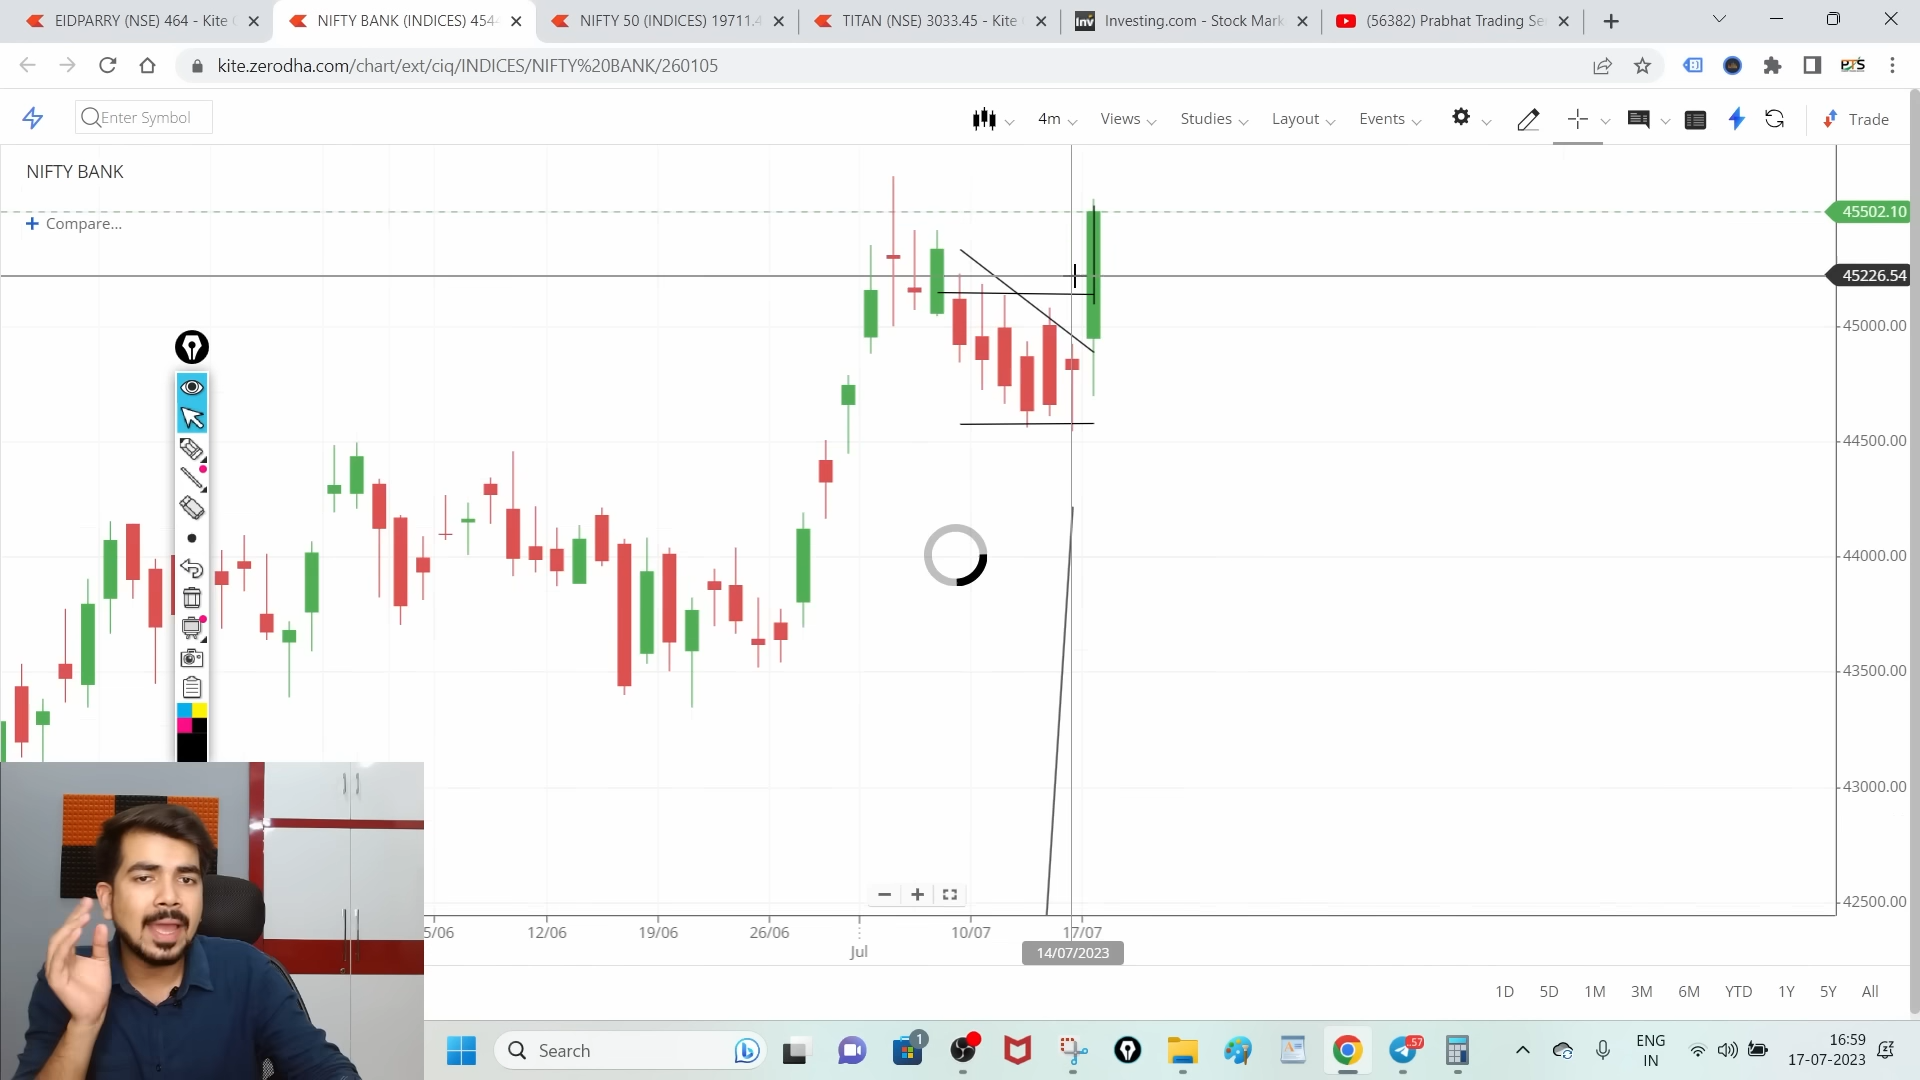 EIDPARRY (NSE) 464 - Kite
NIFTY BANK (INDICES) 454
NIFTY 50 (INDICES) 19711.4
TITAN (NSE) 3033.45 - Kite
Inv
Investing.com - Stock Mark
(56382) Prabhat Trading Se
kite.zerodha.com/chart/ext/ciq/INDICES/NIFTY%20BANK/260105
PTS
Enter Symbol
4m
Views
Studies
Layout
Events
Trade
NIFTY BANK
Compare...
45502.10
45226.54
45000.00
44500.00
44000.00
43500.00
43000.00
42500.00
5/06
12/06
19/06
26/06
Jul
10/07
17/07
14/07/2023
1D
5D
1M
3M
6M
YTD
1Y
5Y
All
Search
1
57
ENG
IN
16:59
17-07-2023